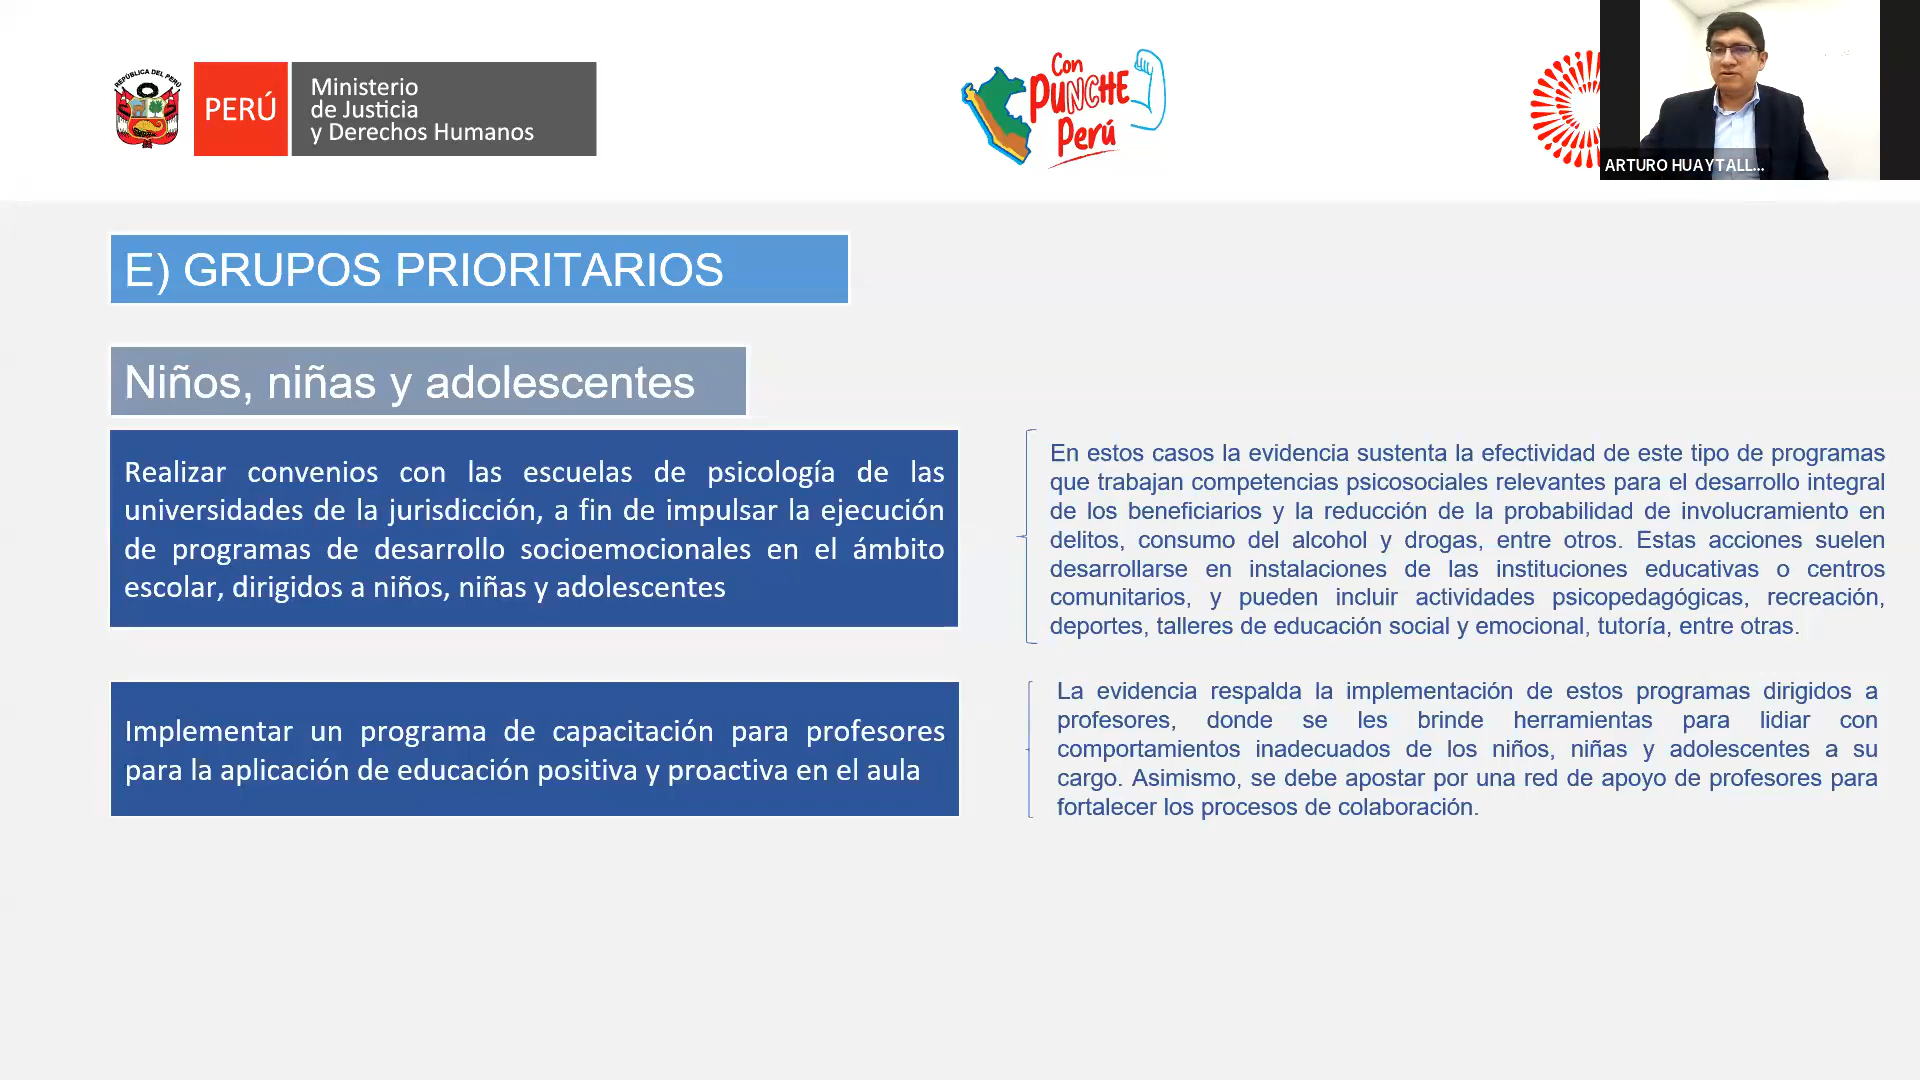 REPÚBLICA DEL PERÚ
PERÚ
Ministerio
de Justicia
y Derechos Humanos
Con
PUNCHE
Perú
ARTURO HUAYTALL...
E) GRUPOS PRIORITARIOS
Niños, niñas y adolescentes
Realizar convenios con las escuelas de psicología de las
universidades de la jurisdicción, a fin de impulsar la ejecución
de programas de desarrollo socioemocionales en el ámbito
escolar, dirigidos a niños, niñas y adolescentes
En estos casos la evidencia sustenta la efectividad de este tipo de programas
que trabajan competencias psicosociales relevantes para el desarrollo integral
de los beneficiarios y la reducción de la probabilidad de involucramiento en
delitos, consumo del alcohol y drogas, entre otros. Estas acciones suelen
desarrollarse en instalaciones de las instituciones educativas o centros
comunitarios, y pueden incluir actividades psicopedagógicas, recreación,
deportes, talleres de educación social y emocional, tutoría, entre otras.
Implementar un programa de capacitación para profesores
para la aplicación de educación positiva y proactiva en el aula
La evidencia respalda la implementación de estos programas dirigidos a
profesores, donde se les brinde herramientas para lidiar con
comportamientos inadecuados de los niños, niñas y adolescentes a su
cargo. Asimismo, se debe apostar por una red de apoyo de profesores para
fortalecer los procesos de colaboración.